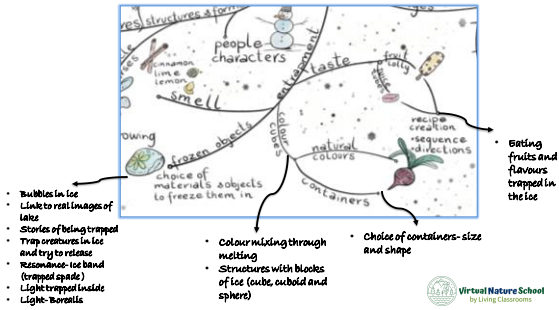 res, structures & form
people
characters
cinnamon
lime
lemon
smell
entrapment
taste
fruit
lolly
juice
recipe
creation
•sequence
•directions
owing
frozen objects
colour
cubes
choice of
materials & objects
to freeze them in
natural
colours
containers
• Eating
fruits and
flavours
trapped in
the ice
• Bubbles in ice
• Link to real images of
lake
• Stories of being trapped
• Trap creatures in ice
and try to release
• Resonance- Ice band
(trapped spade)
• Light trapped inside
• Light- Borealis
• Colour mixing through
melting
• Structures with blocks
of ice (cube, cuboid and
sphere)
• Choice of containers- size
and shape
Virtual Nature School
by Living Classrooms